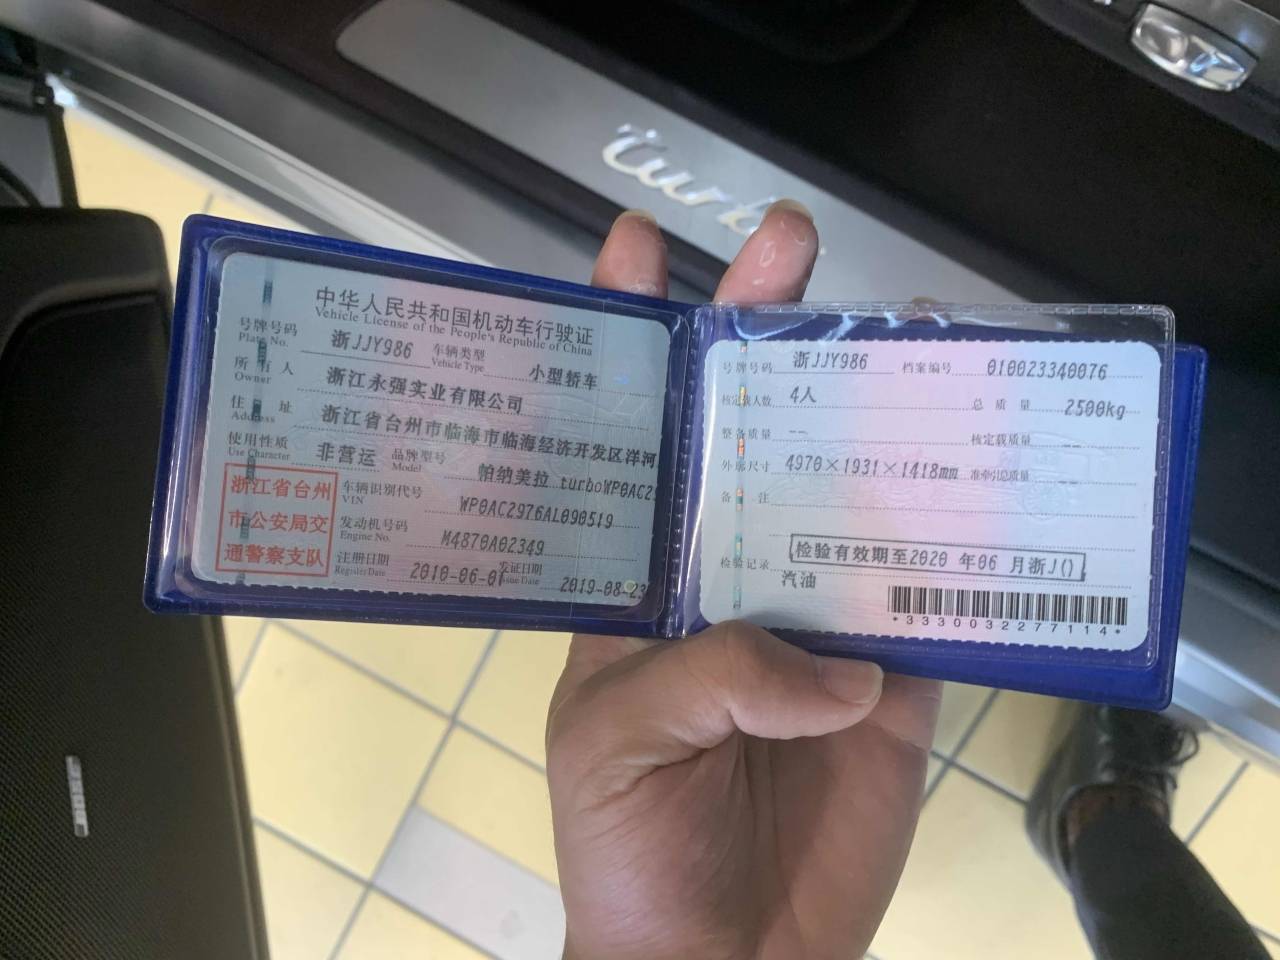 turbo
中华人民共和国机动车行驶证
Vehicle License of the People's Republic of China
号牌号码 浙JJY986 车辆类型 小型轿车
Plate No. Vehicle Type
所有人 浙江永强实业有限公司
Owner
住址 浙江省台州市临海市临海经济开发区洋河
Address
使用性质 非营运 品牌型号 帕纳美拉 turboWP0AC29
Use Character Model
浙江省台州
市公安局交
通警察支队
车辆识别代号 WP0AC2976AL090519
VIN
发动机号码 M4870A02349
Engine No.
注册日期 2010-06-01 发证日期 2019-08-23
Register Date Issue Date
号牌号码 浙JJY986 档案编号 010023340076
核定载人数 4人 总质量 2500kg
整备质量 -- 核定载质量 --
外廓尺寸 4970×1931×1418mm 准牵引总质量 --
备注
检验记录 检验有效期至2020 年06 月浙J()
汽油
*3330032277114*
BOSE